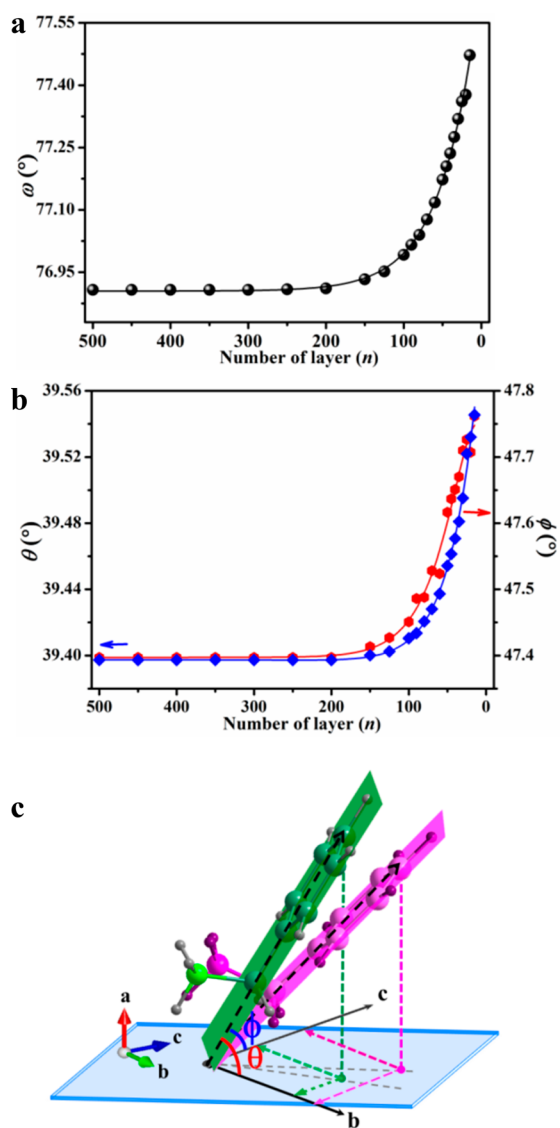 a
77.55
77.40
77.25
77.10
76.95
ω (°)
500 400 300 200 100 0
Number of layer (n)
b
39.56
39.52
39.48
39.44
39.40
θ (°)
47.8
47.7
47.6
47.5
47.4
ϕ (°)
500 400 300 200 100 0
Number of layer (n)
c
a
c
b
c
ϕ
θ
b